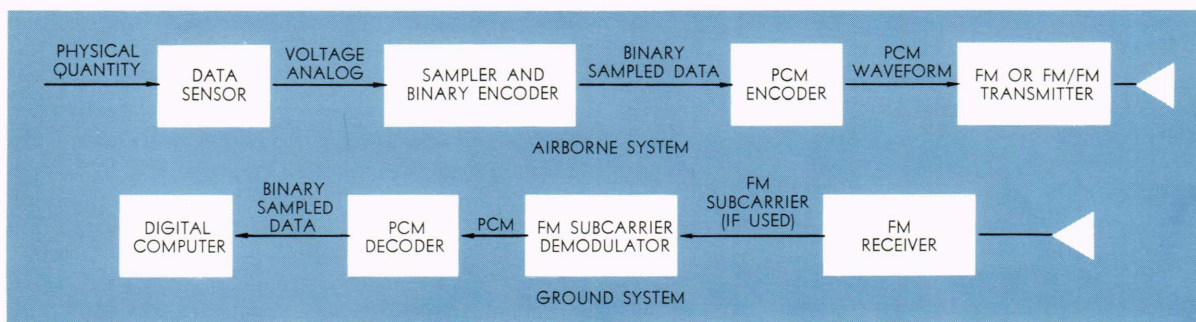 PHYSICAL
QUANTITY
DATA
SENSOR
VOLTAGE
ANALOG
SAMPLER AND
BINARY ENCODER
BINARY
SAMPLED DATA
PCM
ENCODER
PCM
WAVEFORM
FM OR FM/FM
TRANSMITTER
AIRBORNE SYSTEM
DIGITAL
COMPUTER
BINARY
SAMPLED
DATA
PCM
DECODER
PCM
FM SUBCARRIER
DEMODULATOR
FM
SUBCARRIER
(IF USED)
FM
RECEIVER
GROUND SYSTEM